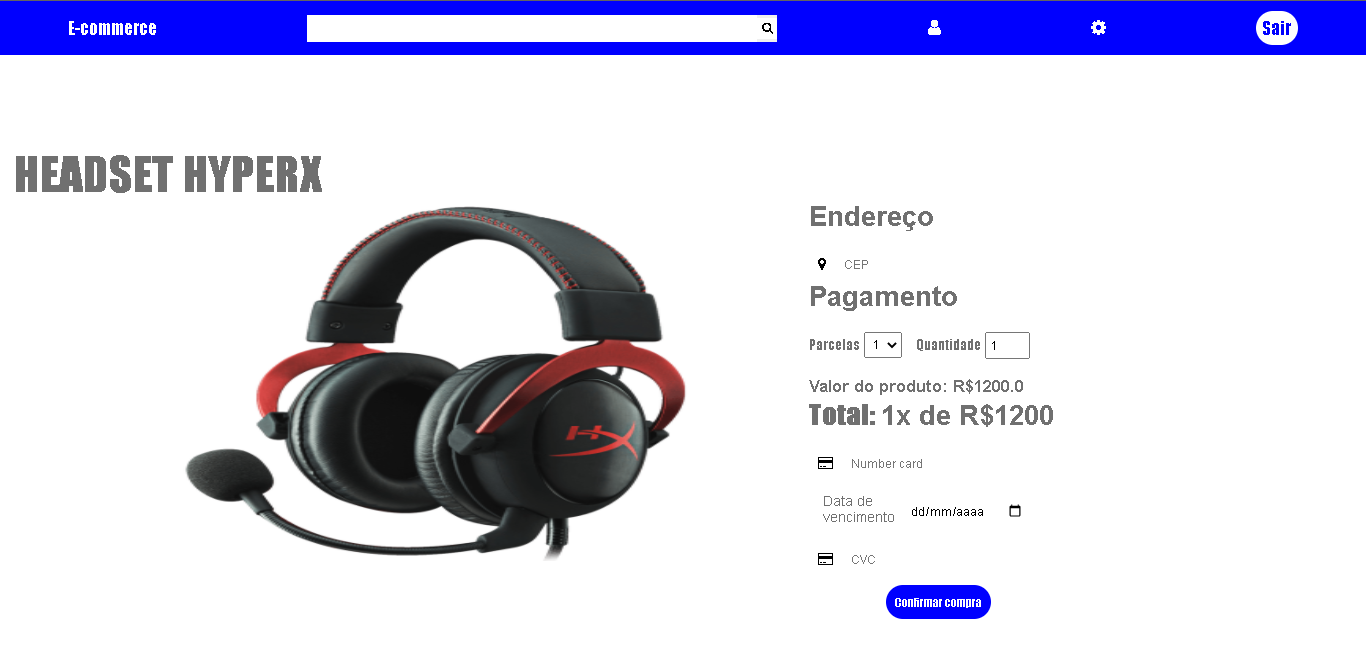 E-commerce
Sair
HEADSET HYPERX
HX
Endereço
CEP
Pagamento
Parcelas 1 Quantidade 1
Valor do produto: R$1200.0
Total: 1x de R$1200
Number card
Data de
vencimento dd/mm/aaaa
CVC
Confirmar compra